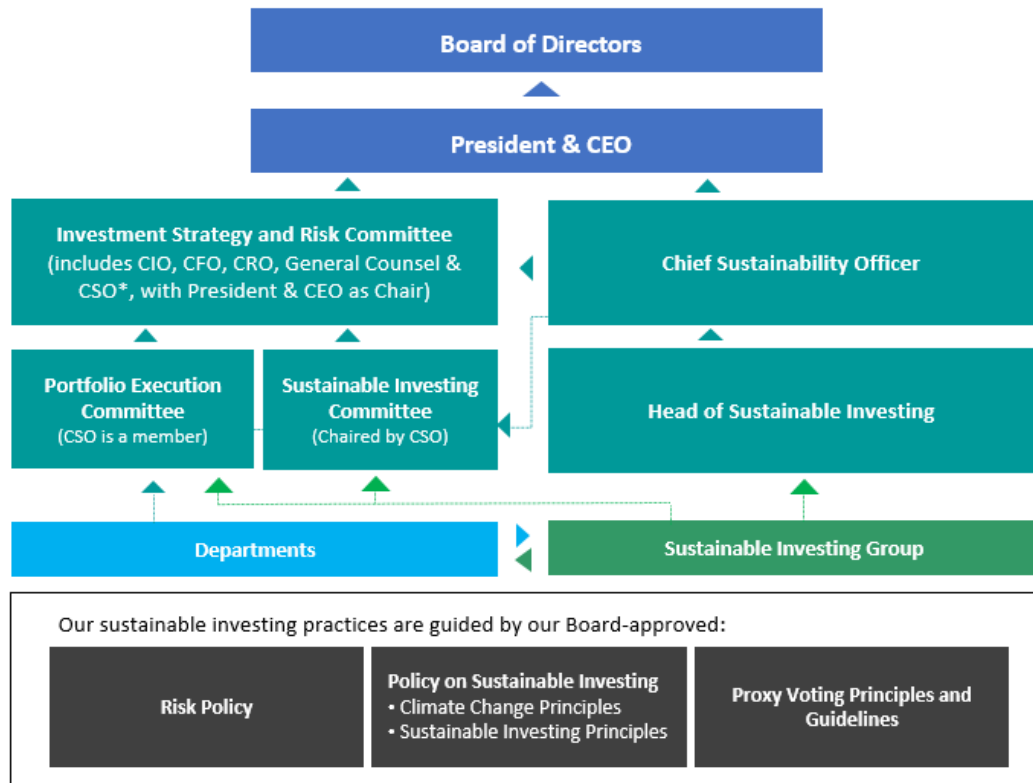 Board of Directors
President & CEO
Investment Strategy and Risk Committee
(includes CIO, CFO, CRO, General Counsel &
CSO*, with President & CEO as Chair)
Chief Sustainability Officer
Portfolio Execution
Committee
(CSO is a member)
Sustainable Investing
Committee
(Chaired by CSO)
Head of Sustainable Investing
Departments
Sustainable Investing Group
Our sustainable investing practices are guided by our Board-approved:
Risk Policy
Policy on Sustainable Investing
• Climate Change Principles
• Sustainable Investing Principles
Proxy Voting Principles and
Guidelines